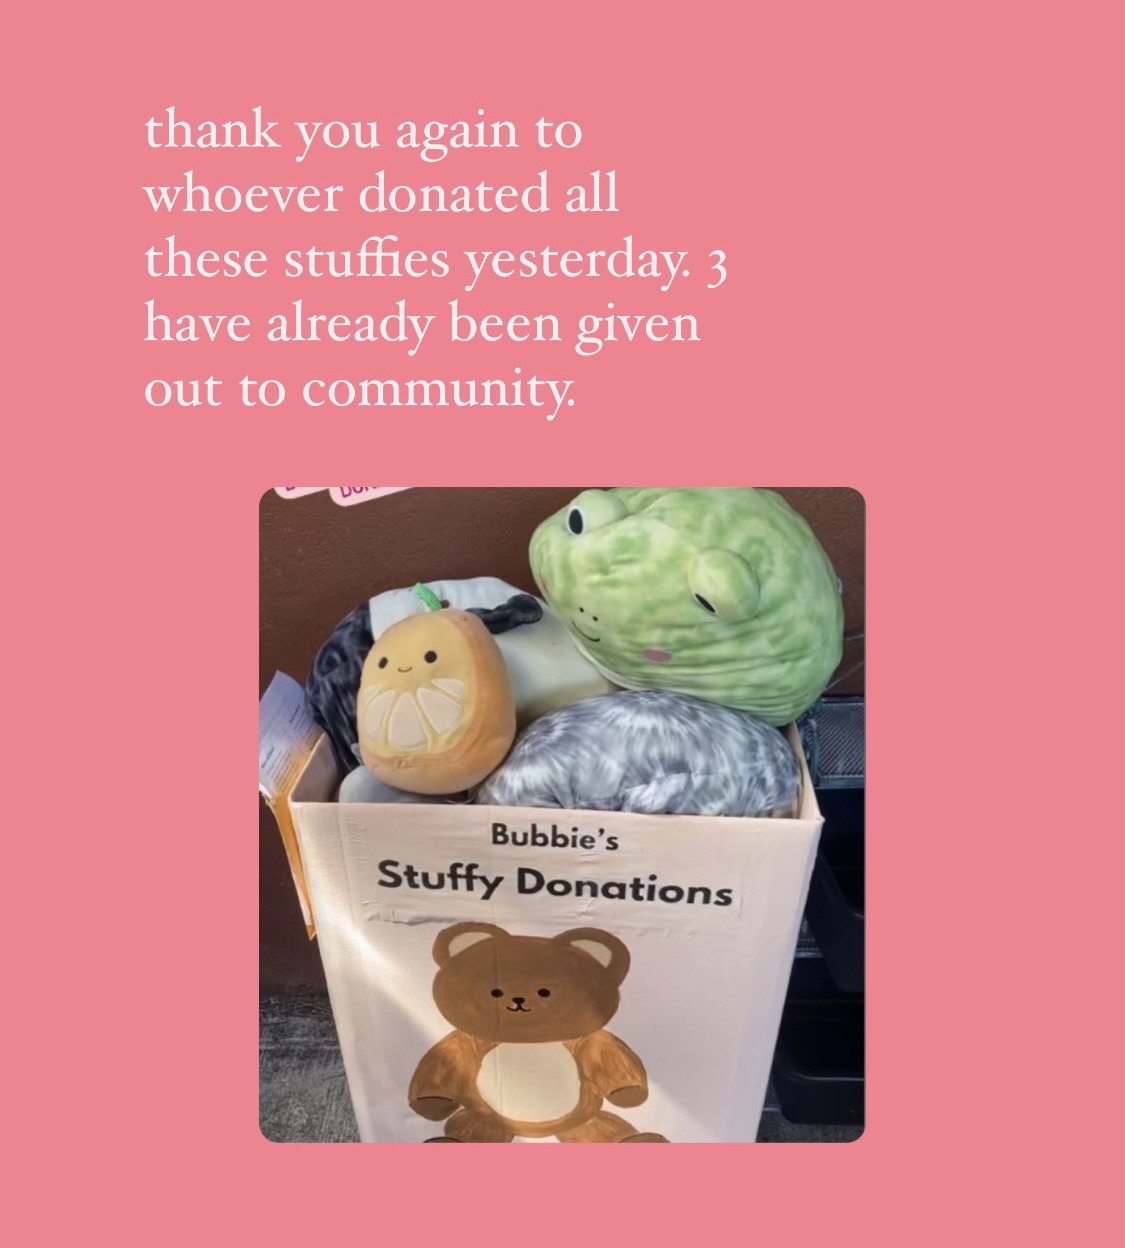 thank you again to
whoever donated all
these stuffies yesterday. 3
have already been given
out to community.
Bubbie's
Stuffy Donations